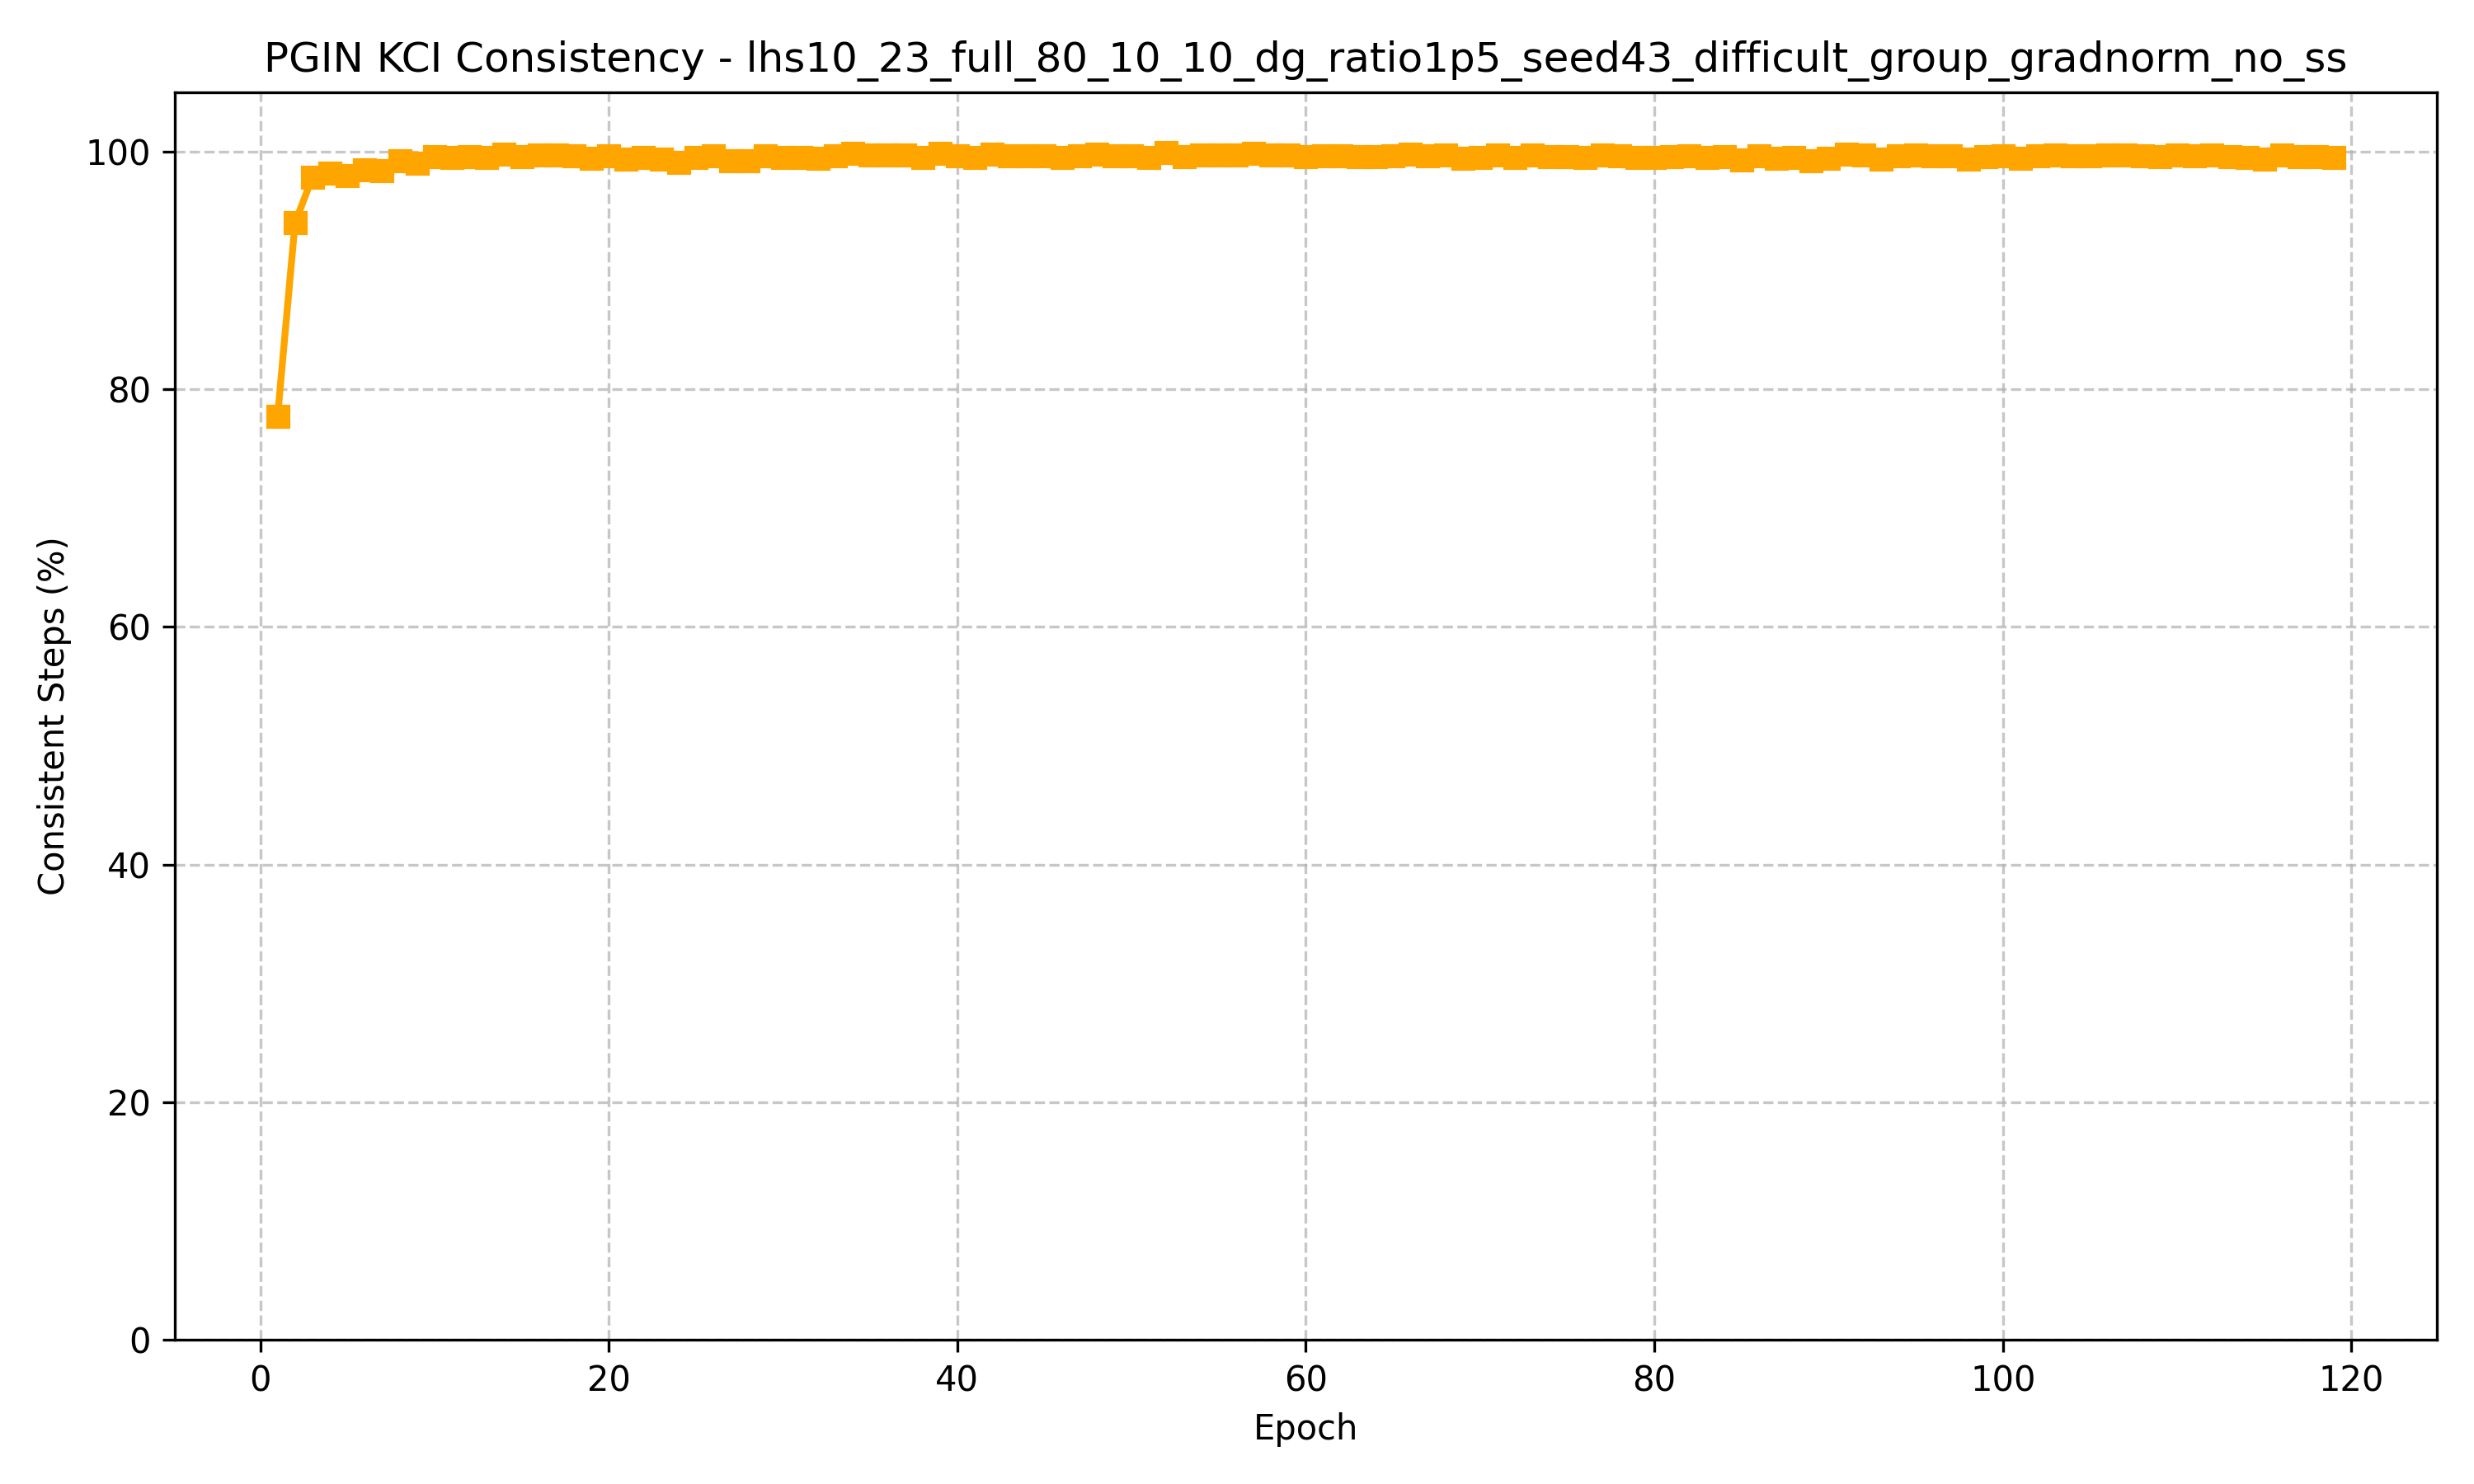 PGIN KCl Consistency - lhs10_23_full_80_10_10_dg_ratio1p5_seed43_difficult_group_gradnorm_no_ss
100
80
60
40
20
0
Consistent Steps (%)
0 20 40 60 80 100 120
Epoch